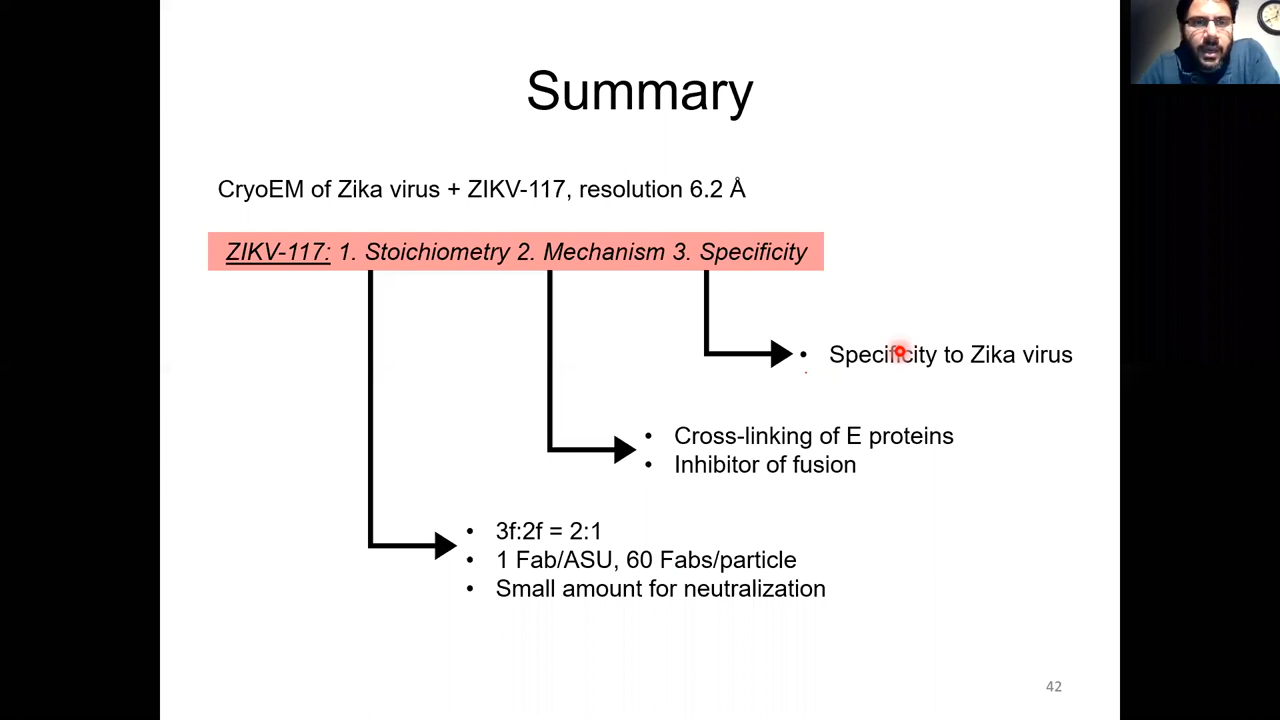 Summary
CryoEM of Zika virus + ZIKV-117, resolution 6.2 Å
ZIKV-117: 1. Stoichiometry 2. Mechanism 3. Specificity
• Specificity to Zika virus
• Cross-linking of E proteins
• Inhibitor of fusion
• 3f:2f = 2:1
• 1 Fab/ASU, 60 Fabs/particle
• Small amount for neutralization
42